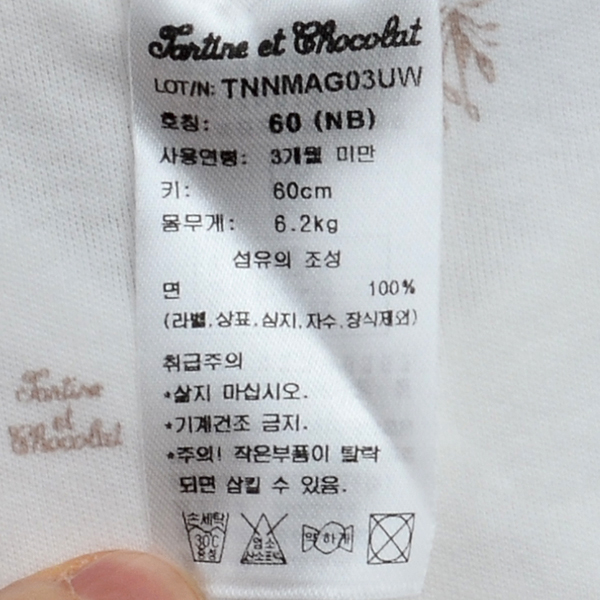 Tartine et Chocolat
LOT/N: TNNMAG03UW
호칭: 60 (NB)
사용연령: 3개월 미만
키: 60cm
몸무게: 6.2kg
섬유의 조성
면 100%
(라벨,상표,심지,자수,장식제외)
취급주의
*삶지 마십시오.
*기계건조 금지.
*주의! 작은부품이 탈락
되면 삼킬 수 있음.
손세탁
30℃
중성
염소
산소표백
약하게
Tartine
et
Chocolat